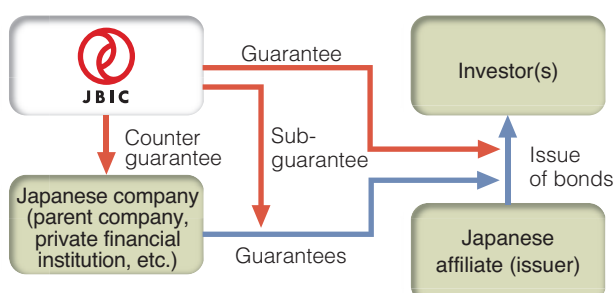 Guarantee
Investor(s)
JBIC
Counter
guarantee
Sub-
guarantee
Issue
of bonds
Japanese company
(parent company,
private financial
institution, etc.)
Guarantees
Japanese
affiliate (issuer)